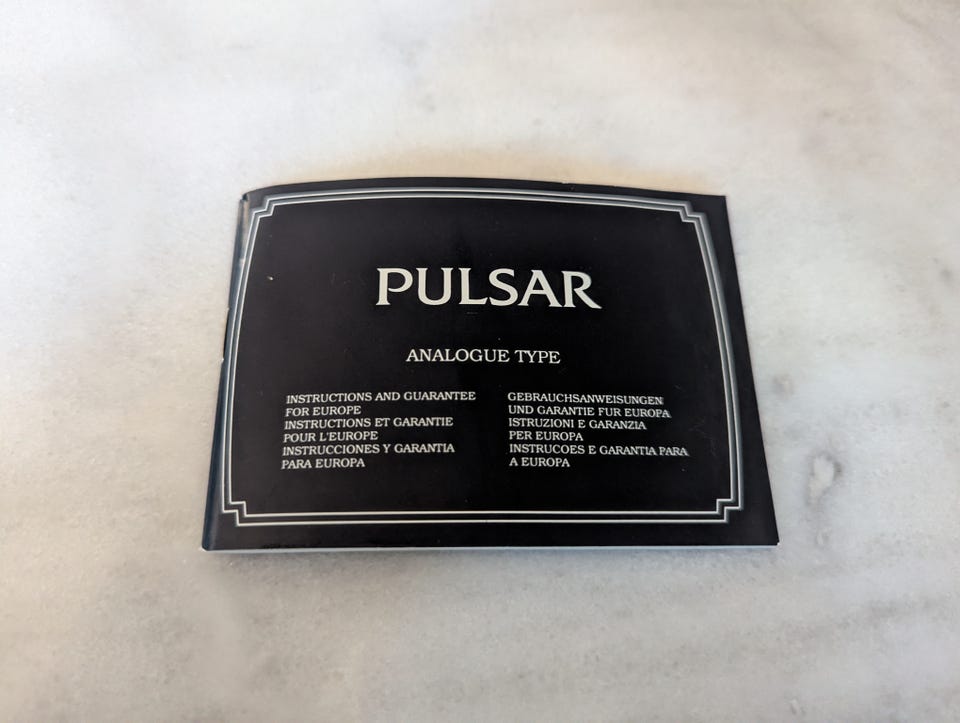 PULSAR
ANALOGUE TYPE
INSTRUCTIONS AND GUARANTEE
FOR EUROPE
INSTRUCTIONS ET GARANTIE
POUR L'EUROPE
INSTRUCCIONES Y GARANTIA
PARA EUROPA
GEBRAUCHSANWEISUNGEN
UND GARANTIE FUR EUROPA
ISTRUZIONI E GARANZIA
PER EUROPA
INSTRUCOES E GARANTIA PARA
A EUROPA